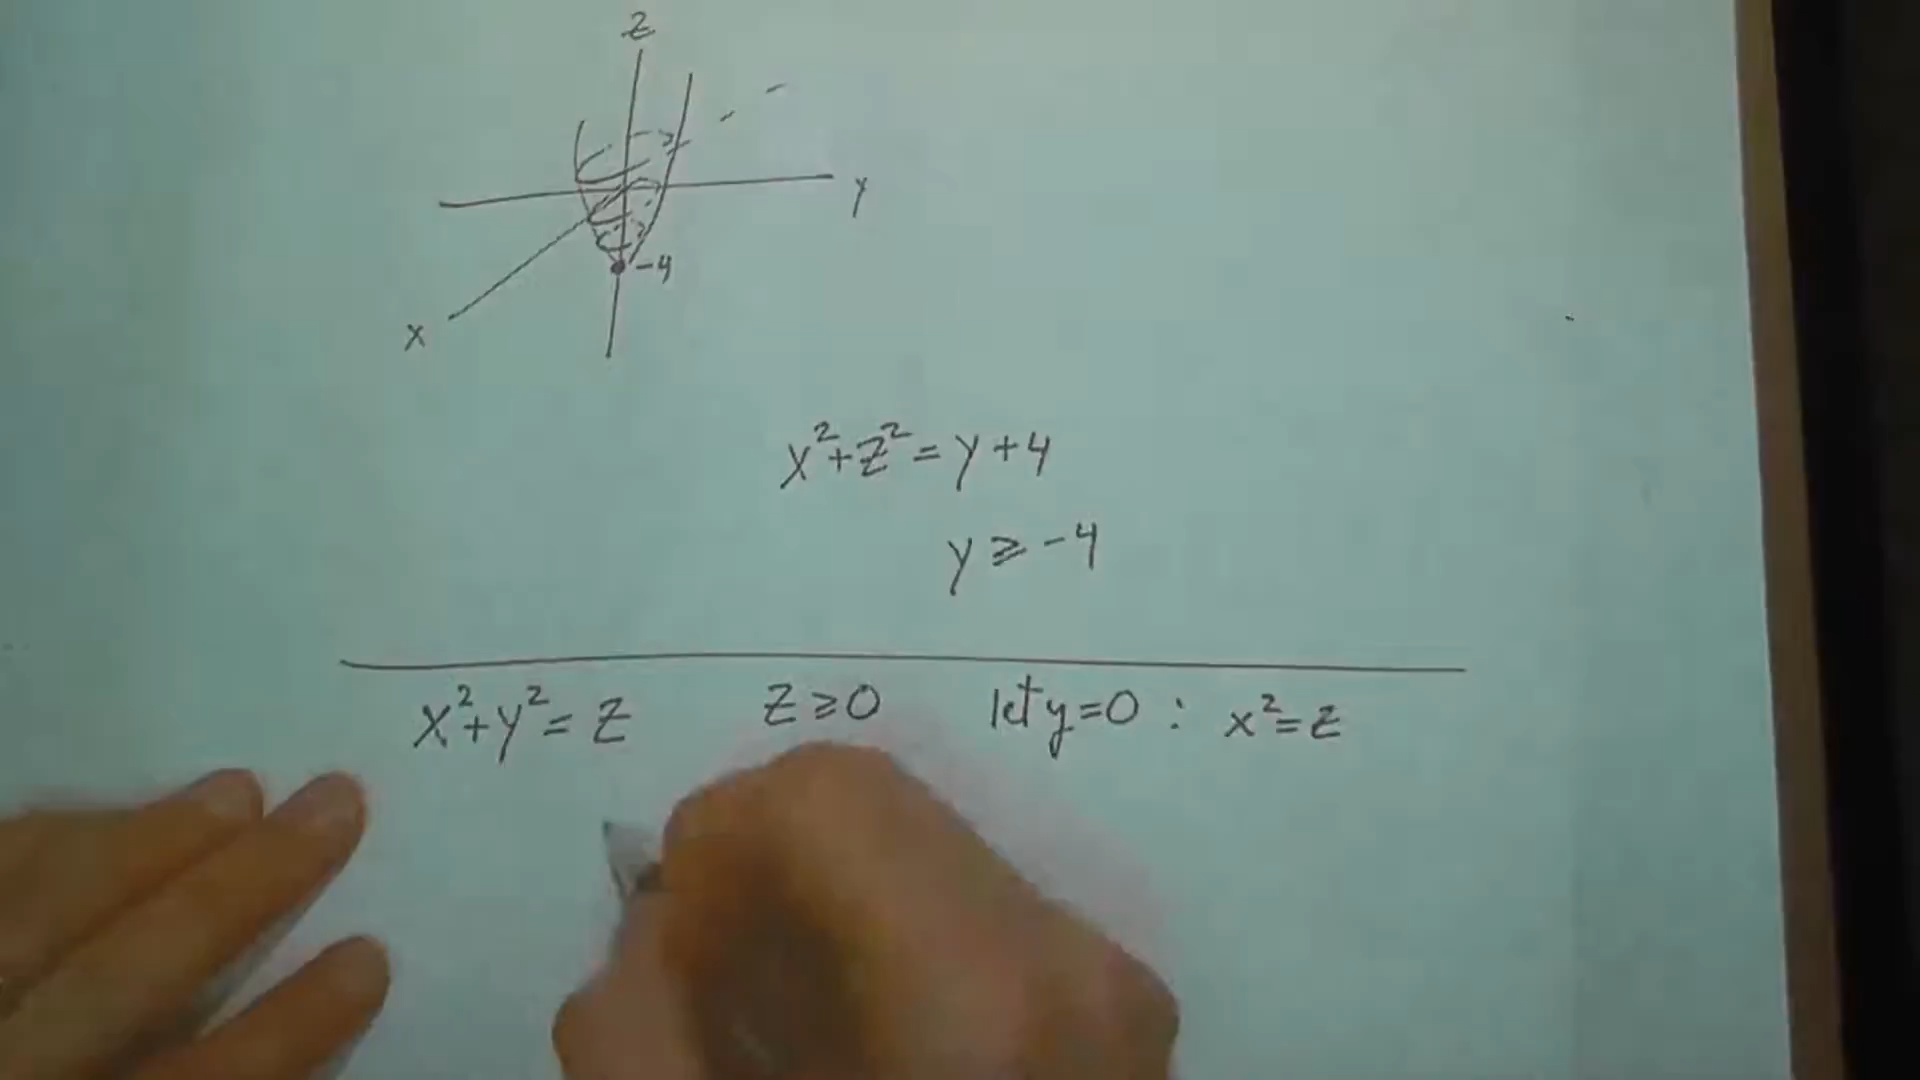 z
y
-4
x
x²+z²=y+4
y≥-4
x²+y²=z z≥0 let y=0: x²=z